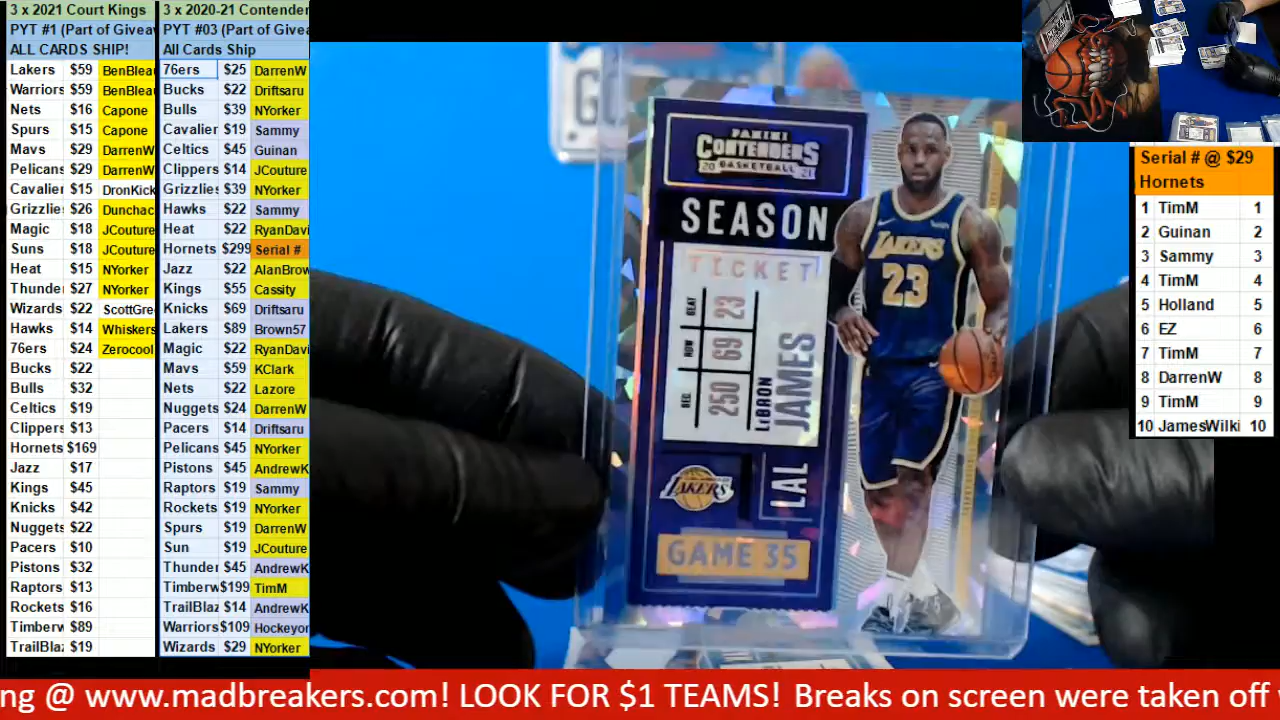 3 x 2021 Court Kings
PYT #1 (Part of Giveaw
ALL CARDS SHIP!
Lakers $59 BenBlea
Warriors $59 BenBlea
Nets $16 Capone
Spurs $15 Capone
Mavs $29 DarrenW
Pelicans $29 DarrenW
Cavalier $15 DronKick
Grizzlie $26 Dunchac
Magic $18 JCouture
Suns $18 JCouture
Heat $15 NYorker
Thunde $27 NYorker
Wizards $22 ScottGre
Hawks $14 Whiskers
76ers $24 Zerocool
Bucks $22
Bulls $32
Celtics $19
Clippers $13
Hornets $169
Jazz $17
Kings $45
Knicks $42
Nuggets $22
Pacers $10
Pistons $32
Raptors $13
Rockets $16
Timberw $89
TrailBla $19
3 x 2020-21 Contender
PYT #03 (Part of Givea
All Cards Ship
76ers $25 DarrenW
Bucks $22 Driftsaru
Bulls $39 NYorker
Cavalier $19 Sammy
Celtics $45 Guinan
Clippers $14 JCouture
Grizzlies $39 NYorker
Hawks $22 Sammy
Heat $22 RyanDavi
Hornets $299 Serial #
Jazz $22 AlanBrow
Kings $55 Cassity
Knicks $69 Driftsaru
Lakers $89 Brown57
Magic $22 RyanDavi
Mavs $59 KClark
Nets $22 Lazore
Nuggets $24 DarrenW
Pacers $14 Driftsaru
Pelicans $45 NYorker
Pistons $45 AndrewK
Raptors $19 Sammy
Rockets $19 NYorker
Spurs $19 DarrenW
Sun $19 JCouture
Thunder $45 AndrewK
Timberw $199 TimM
TrailBlaz $14 AndrewK
Warriors $109 Hockeyor
Wizards $29 NYorker
PANINI
CONTENDERS
20 BASKETBALL 21
SEASON
TICKET
SEAT 23
ROW 69
SEC 250
LEBRON
JAMES
LAKERS
LAL
GAME 35
LAKERS
23
Serial # @ $29
Hornets
1 TimM 1
2 Guinan 2
3 Sammy 3
4 TimM 4
5 Holland 5
6 EZ 6
7 TimM 7
8 DarrenW 8
9 TimM 9
10 JamesWilki 10
ng @ www.madbreakers.com! LOOK FOR $1 TEAMS! Breaks on screen were taken off